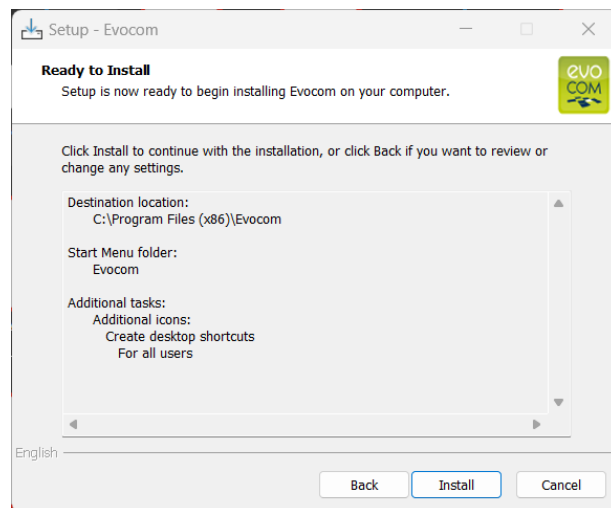 Setup - Evocom
Ready to Install
Setup is now ready to begin installing Evocom on your computer.
evo
COM
Click Install to continue with the installation, or click Back if you want to review or
change any settings.
Destination location:
C:\Program Files (x86)\Evocom
Start Menu folder:
Evocom
Additional tasks:
Additional icons:
Create desktop shortcuts
For all users
English
Back Install Cancel